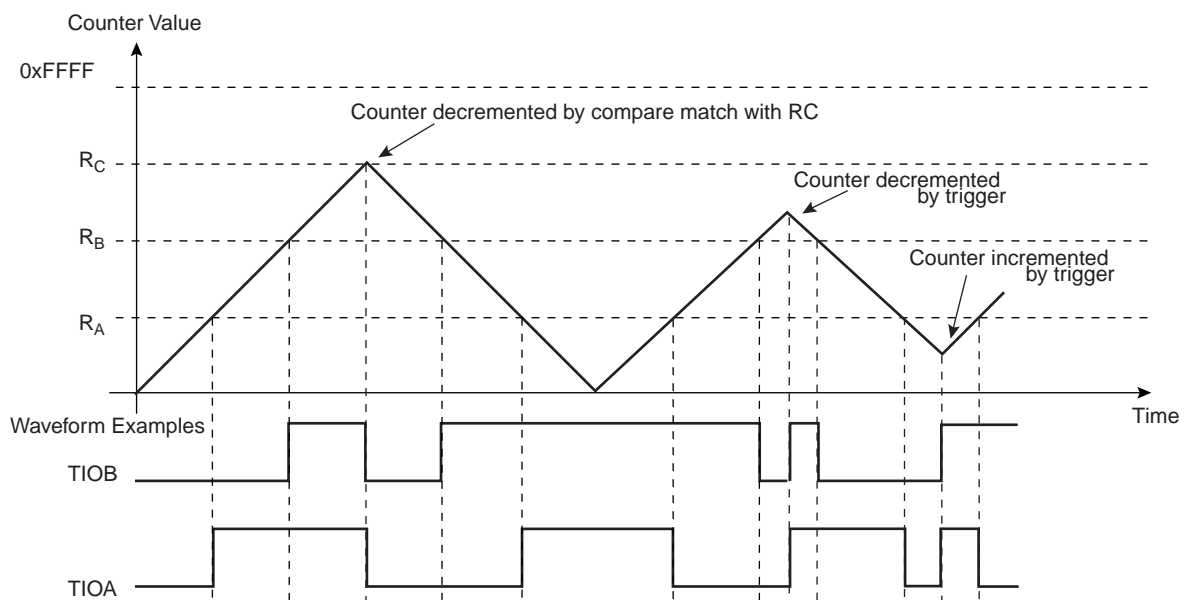 Counter Value
0xFFFF
Counter decremented by compare match with RC
RC
Counter decremented
by trigger
RB
Counter incremented
by trigger
RA
Time
Waveform Examples
TIOB
TIOA